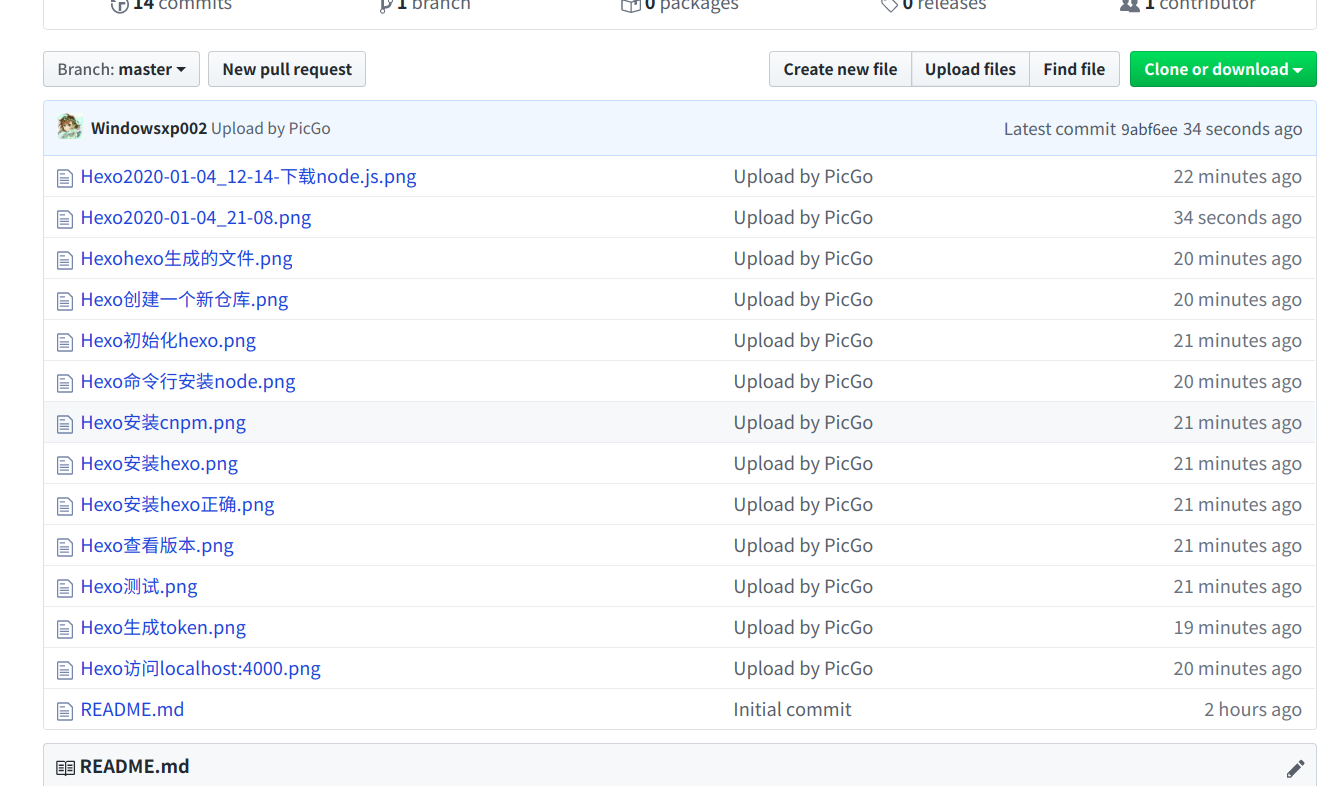 14 commits 1 branch 0 packages 0 releases 1 contributor
Branch: master New pull request Create new file Upload files Find file Clone or download
Windowsxp002 Upload by PicGo Latest commit 9abf6ee 34 seconds ago
Hexo2020-01-04_12-14-下载node.js.png Upload by PicGo 22 minutes ago
Hexo2020-01-04_21-08.png Upload by PicGo 34 seconds ago
Hexohexo生成的文件.png Upload by PicGo 20 minutes ago
Hexo创建一个新仓库.png Upload by PicGo 20 minutes ago
Hexo初始化hexo.png Upload by PicGo 21 minutes ago
Hexo命令行安装node.png Upload by PicGo 20 minutes ago
Hexo安装cnpm.png Upload by PicGo 21 minutes ago
Hexo安装hexo.png Upload by PicGo 21 minutes ago
Hexo安装hexo正确.png Upload by PicGo 21 minutes ago
Hexo查看版本.png Upload by PicGo 21 minutes ago
Hexo测试.png Upload by PicGo 21 minutes ago
Hexo生成token.png Upload by PicGo 19 minutes ago
Hexo访问localhost:4000.png Upload by PicGo 20 minutes ago
README.md Initial commit 2 hours ago
README.md